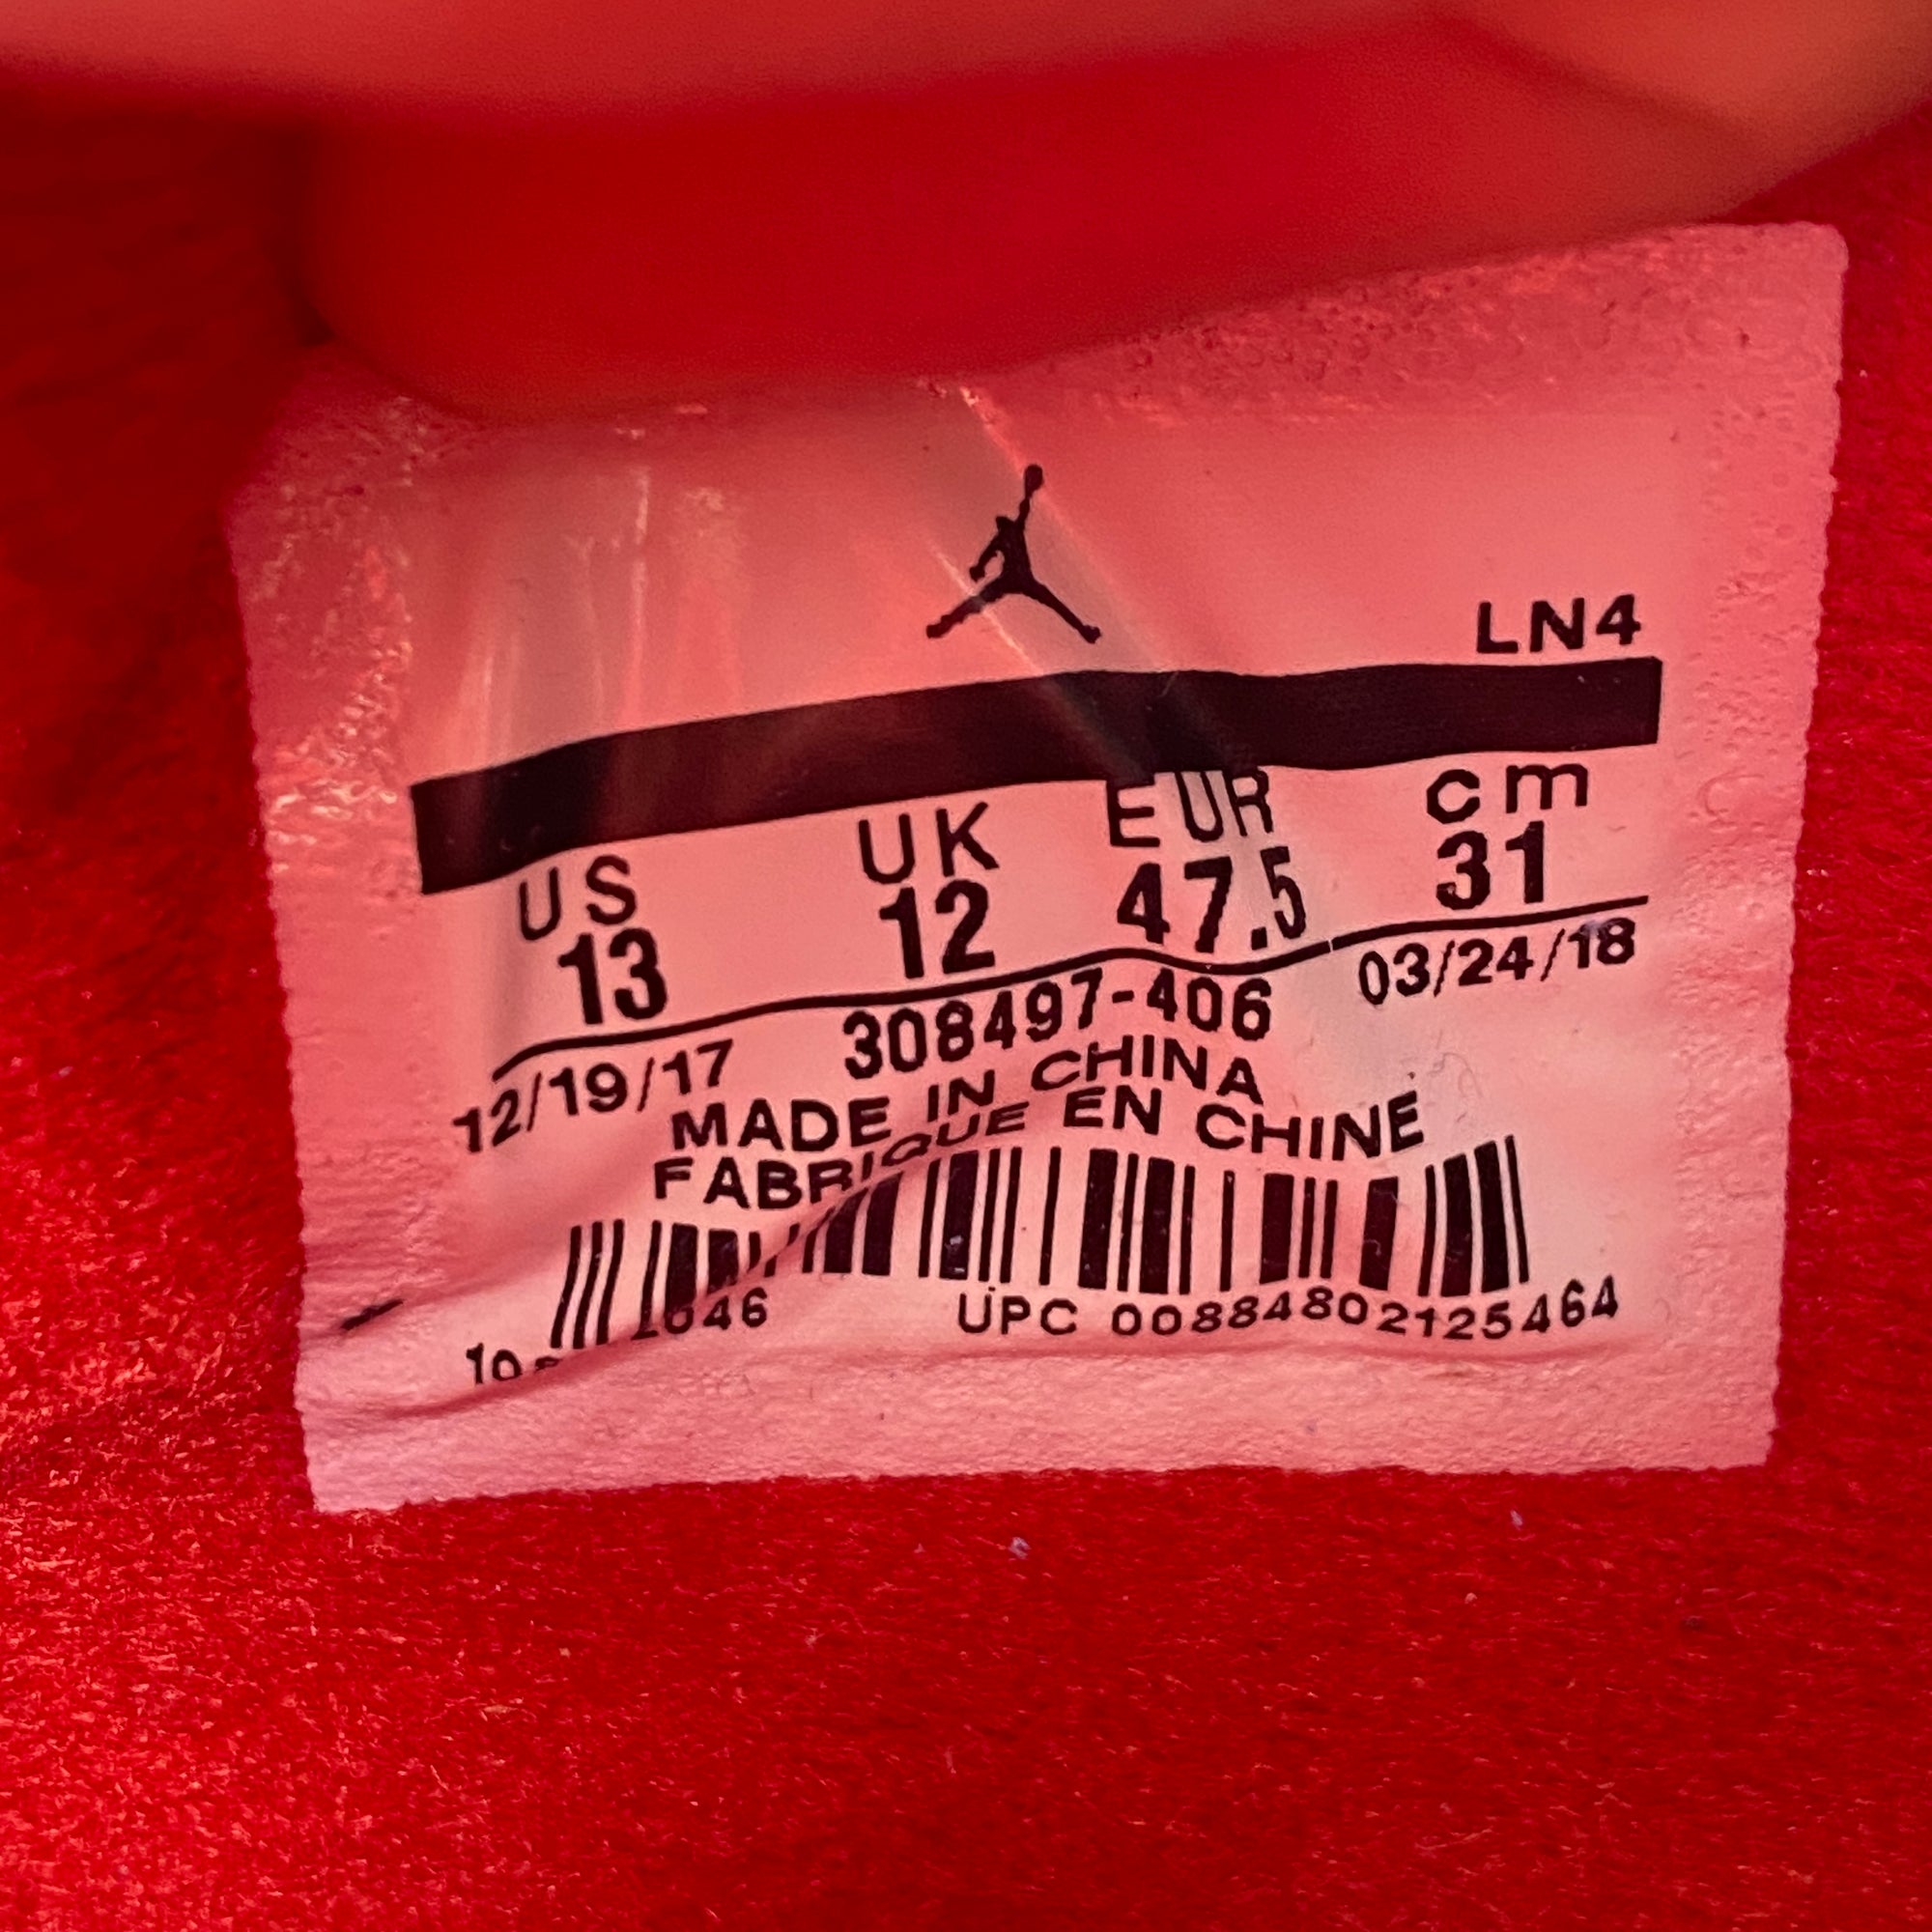 LN4
US UK EUR cm
13 12 47.5 31
12/19/17 308497-406 03/24/18
MADE IN CHINA
FABRIQUE EN CHINE
UPC 00884802125464